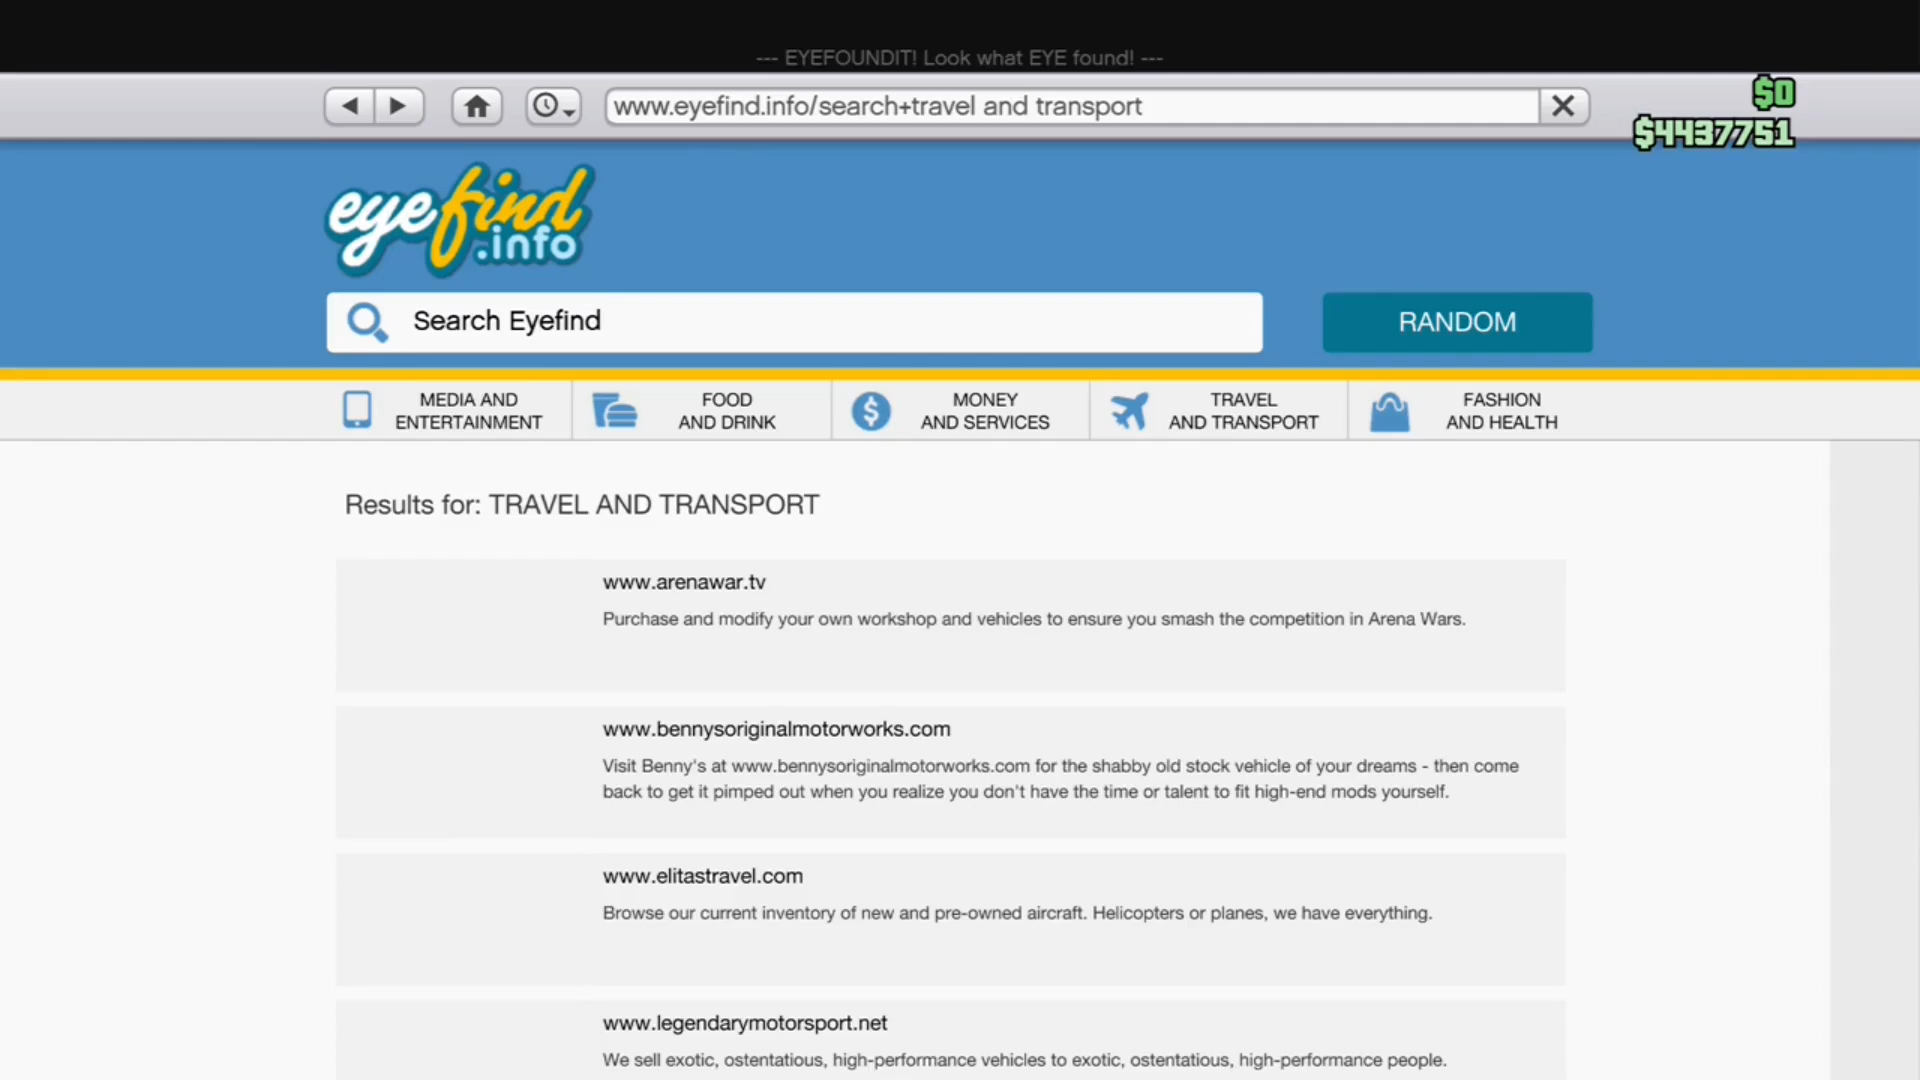 --- EYEFOUNDIT! Look what EYE found! ---
www.eyefind.info/search+travel and transport
$0
$4437751
eyefind
.info
Search Eyefind
RANDOM
MEDIA AND
ENTERTAINMENT
FOOD
AND DRINK
MONEY
AND SERVICES
TRAVEL
AND TRANSPORT
FASHION
AND HEALTH
Results for: TRAVEL AND TRANSPORT
www.arenawar.tv
Purchase and modify your own workshop and vehicles to ensure you smash the competition in Arena Wars.
www.bennysoriginalmotorworks.com
Visit Benny's at www.bennysoriginalmotorworks.com for the shabby old stock vehicle of your dreams - then come
back to get it pimped out when you realize you don't have the time or talent to fit high-end mods yourself.
www.elitastravel.com
Browse our current inventory of new and pre-owned aircraft. Helicopters or planes, we have everything.
www.legendarymotorsport.net
We sell exotic, ostentatious, high-performance vehicles to exotic, ostentatious, high-performance people.